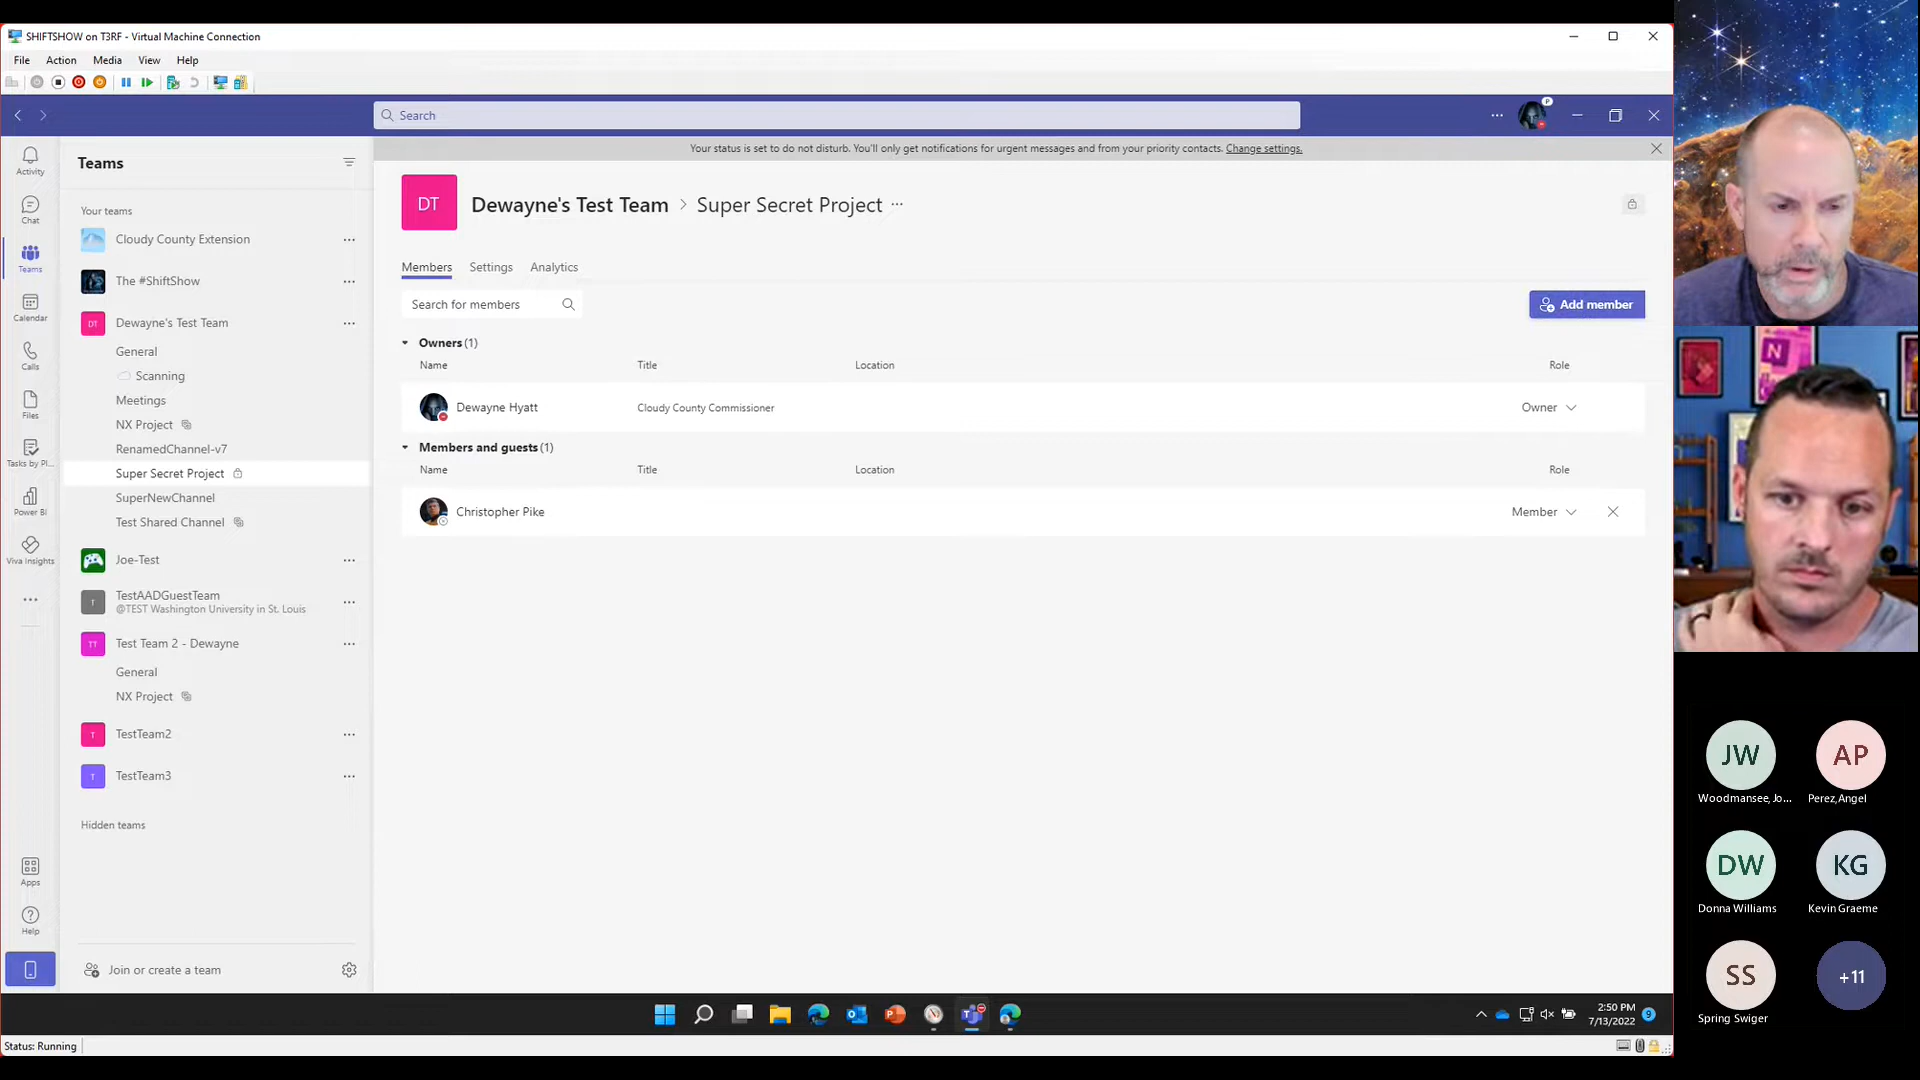 SHIFTSHOW on T3RF - Virtual Machine Connection
File Action Media View Help
Search
Your status is set to do not disturb. You'll only get notifications for urgent messages and from your priority contacts. Change settings.
Activity
Chat
Teams
Calendar
Calls
Files
Tasks by Pl...
Power BI
Viva Insights
Apps
Help
Teams
Your teams
Cloudy County Extension
The #ShiftShow
DT Dewayne's Test Team
General
Scanning
Meetings
NX Project
RenamedChannel-v7
Super Secret Project
SuperNewChannel
Test Shared Channel
Joe-Test
T TestAADGuestTeam
@TEST Washington University in St. Louis
TT Test Team 2 - Dewayne
General
NX Project
T TestTeam2
T TestTeam3
Hidden teams
Join or create a team
DT Dewayne's Test Team > Super Secret Project ...
Members Settings Analytics
Search for members
Add member
Owners (1)
Name Title Location Role
Dewayne Hyatt Cloudy County Commissioner Owner
Members and guests (1)
Name Title Location Role
Christopher Pike Member
N
JW
Woodmansee, Jo...
AP
Perez,Angel
DW
Donna Williams
KG
Kevin Graeme
SS
Spring Swiger
+11
2:50 PM
7/13/2022
9
Status: Running